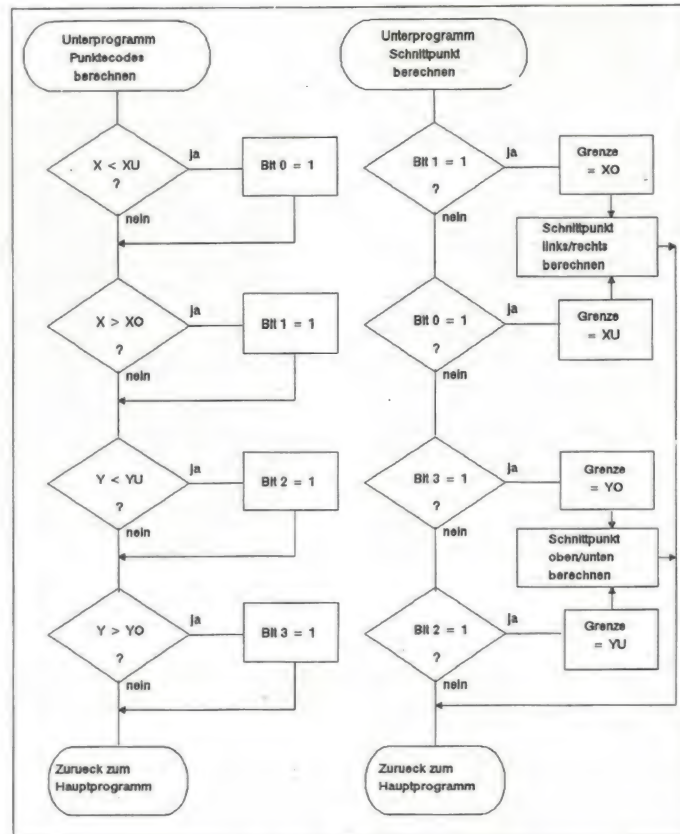 Unterprogramm
Punktecodes
berechnen
X < XU
?
ja
nein
Bit 0 = 1
X > XO
?
ja
nein
Bit 1 = 1
Y < YU
?
ja
nein
Bit 2 = 1
Y > YO
?
ja
nein
Bit 3 = 1
Zurueck zum
Hauptprogramm
Unterprogramm
Schnittpunkt
berechnen
Bit 1 = 1
?
ja
nein
Grenze
= XO
Schnittpunkt
links/rechts
berechnen
Bit 0 = 1
?
ja
nein
Grenze
= XU
Bit 3 = 1
?
ja
nein
Grenze
= YO
Schnittpunkt
oben/unten
berechnen
Bit 2 = 1
?
ja
nein
Grenze
= YU
Zurueck zum
Hauptprogramm